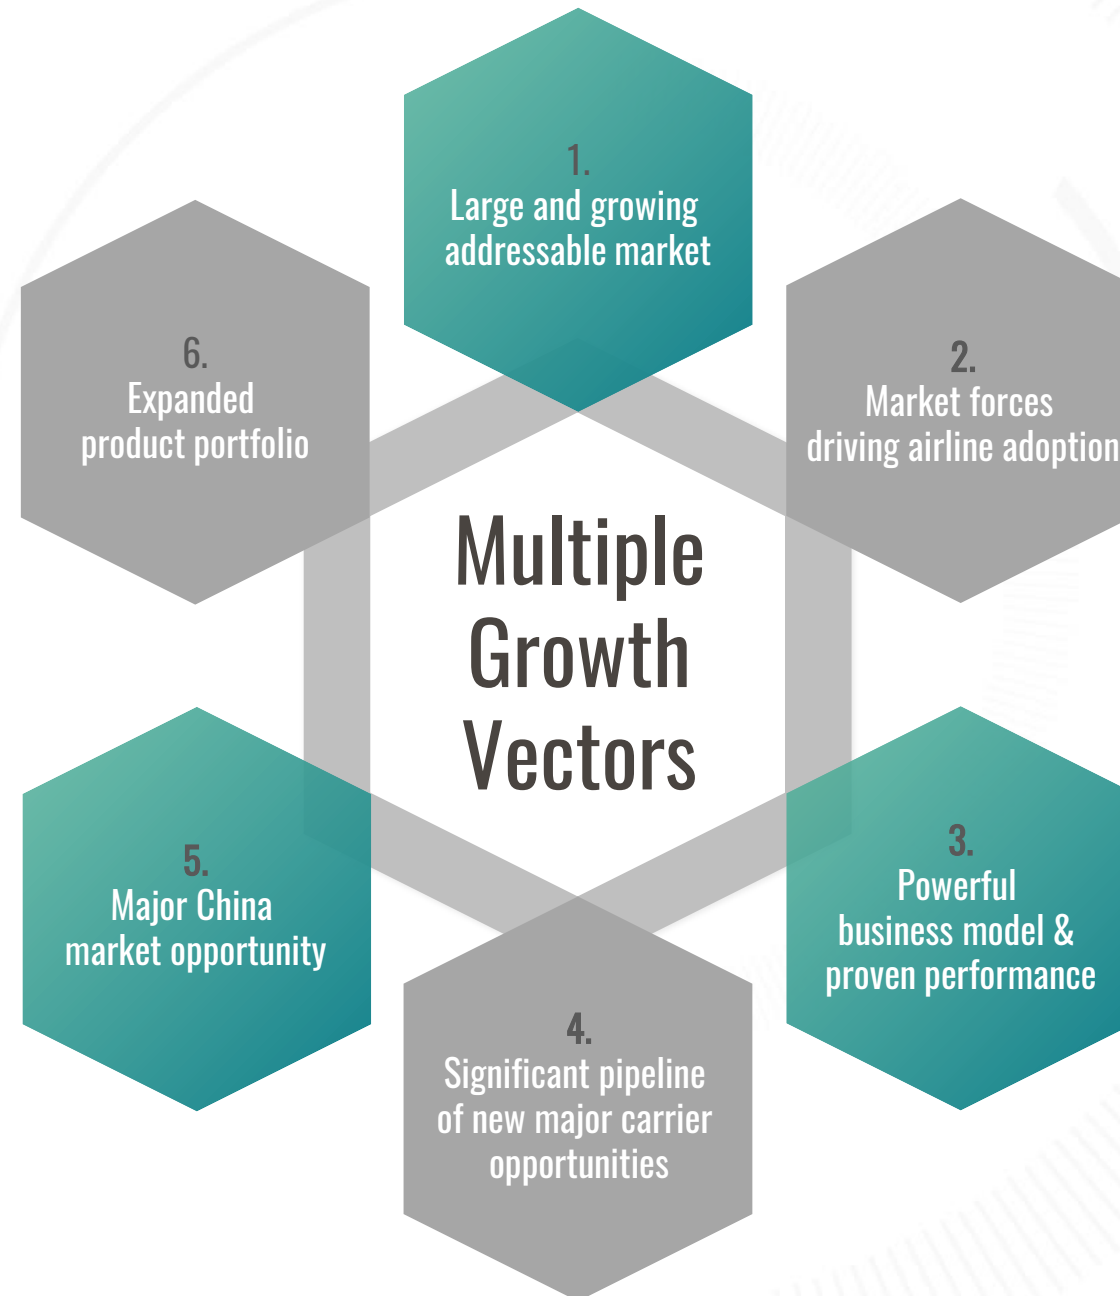 Multiple
Growth
Vectors
1.
Large and growing
addressable market
2.
Market forces
driving airline adoption
3.
Powerful
business model &
proven performance
4.
Significant pipeline
of new major carrier
opportunities
5.
Major China
market opportunity
6.
Expanded
product portfolio